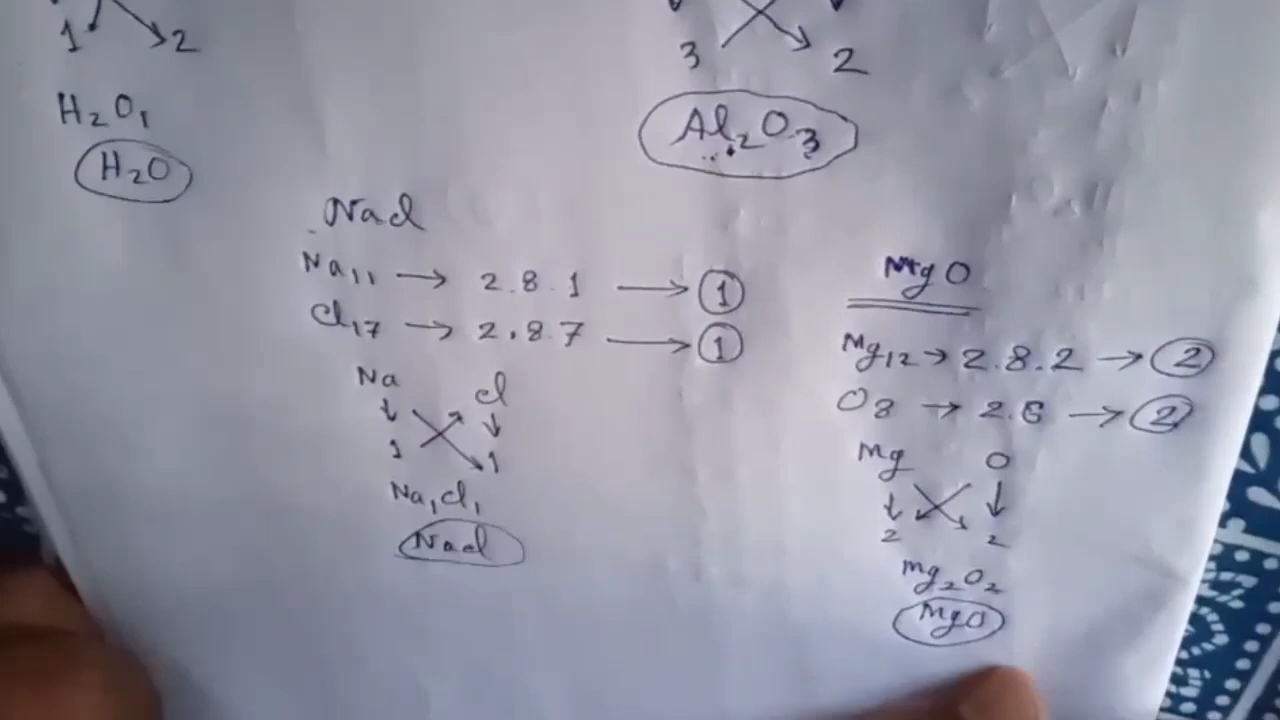 1 2
H₂O₁
H₂O
3 2
Al₂O₃
NaCl
Na₁₁ → 2.8.1 → 1
Cl₁₇ → 2.8.7 → 1
Na Cl
↓ ↓
1 1
Na₁Cl₁
NaCl
MgO
Mg₁₂ → 2.8.2 → 2
O₈ → 2.6 → 2
Mg O
↓ ↓
2 2
Mg₂O₂
MgO